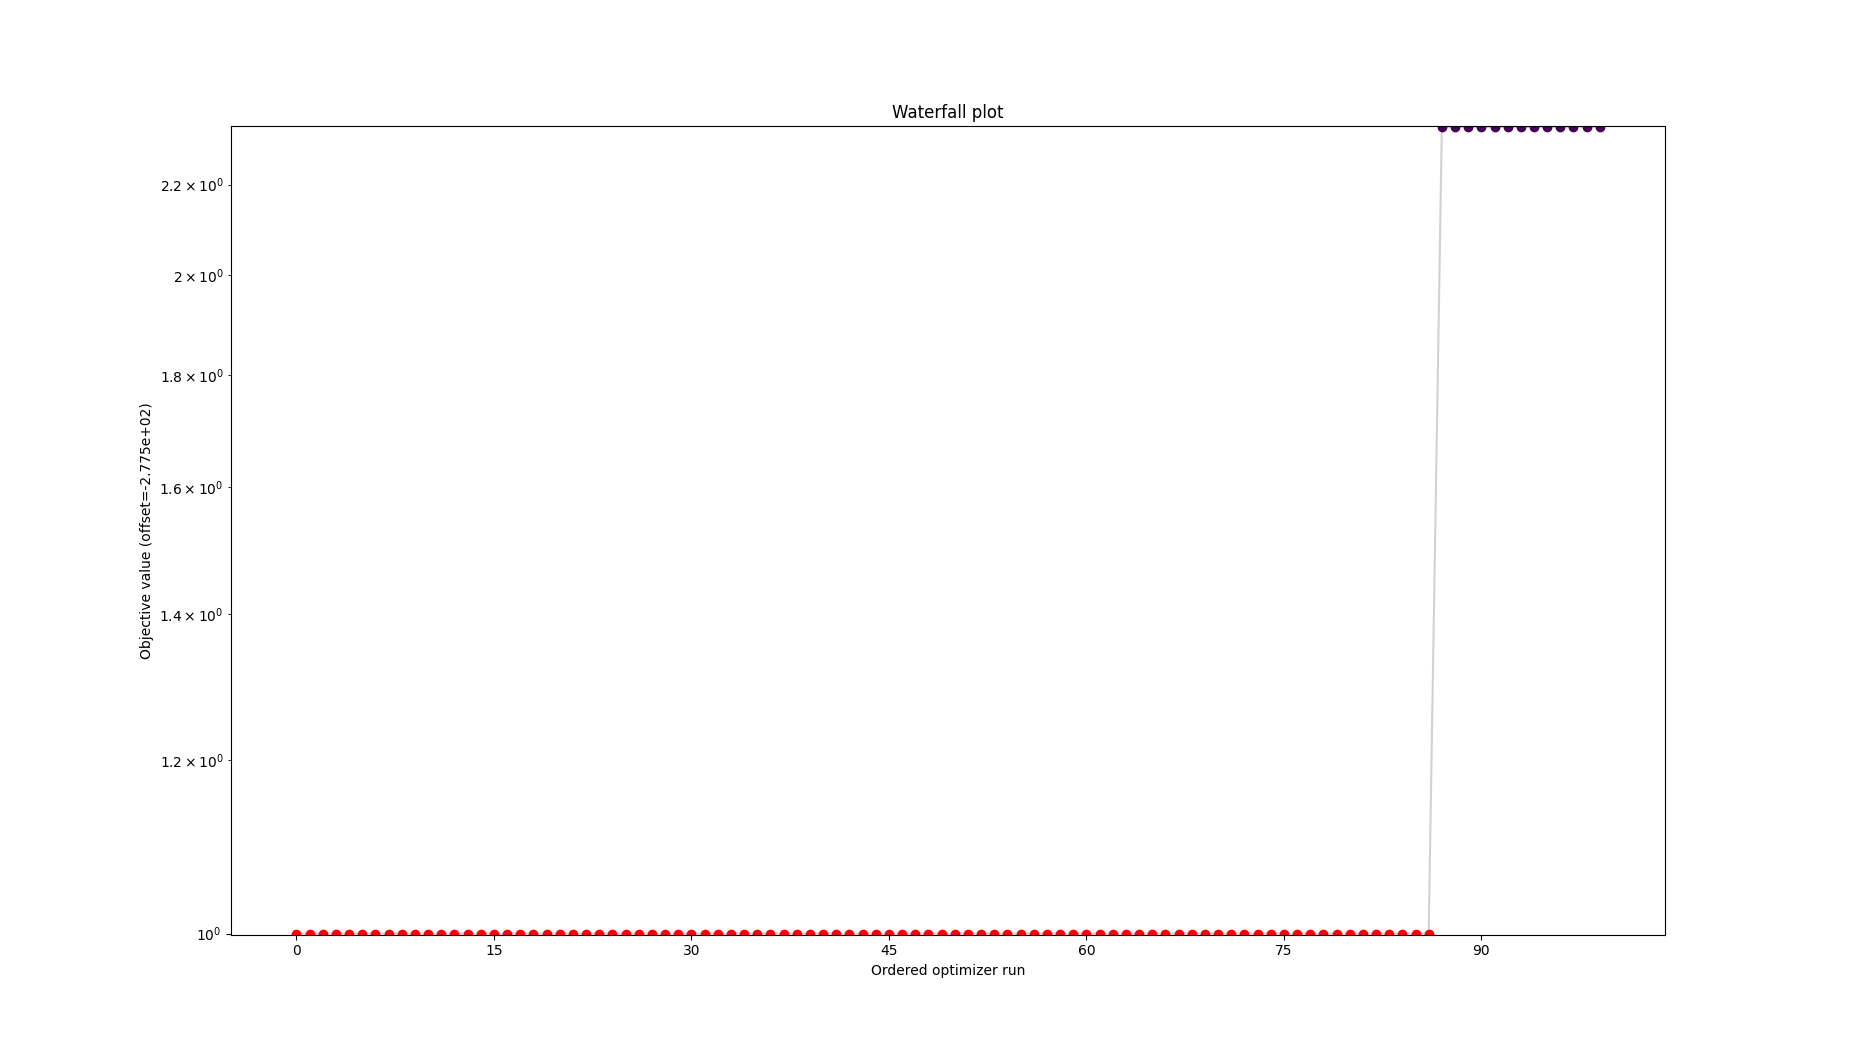 Waterfall plot
2.2 × 10⁰
2 × 10⁰
1.8 × 10⁰
1.6 × 10⁰
1.4 × 10⁰
1.2 × 10⁰
10⁰
Objective value (offset=-2.775e+02)
0 15 30 45 60 75 90
Ordered optimizer run